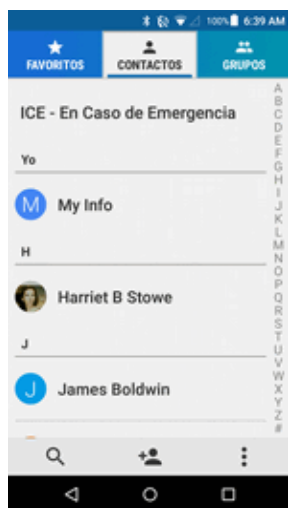 100% 6:39 AM
FAVORITOS CONTACTOS GRUPOS
ICE - En Caso de Emergencia
Yo
M My Info
H
Harriet B Stowe
J
J James Boldwin
A
B
C
D
E
F
G
H
I
J
K
L
M
N
O
P
Q
R
S
T
U
V
W
X
Y
Z
#